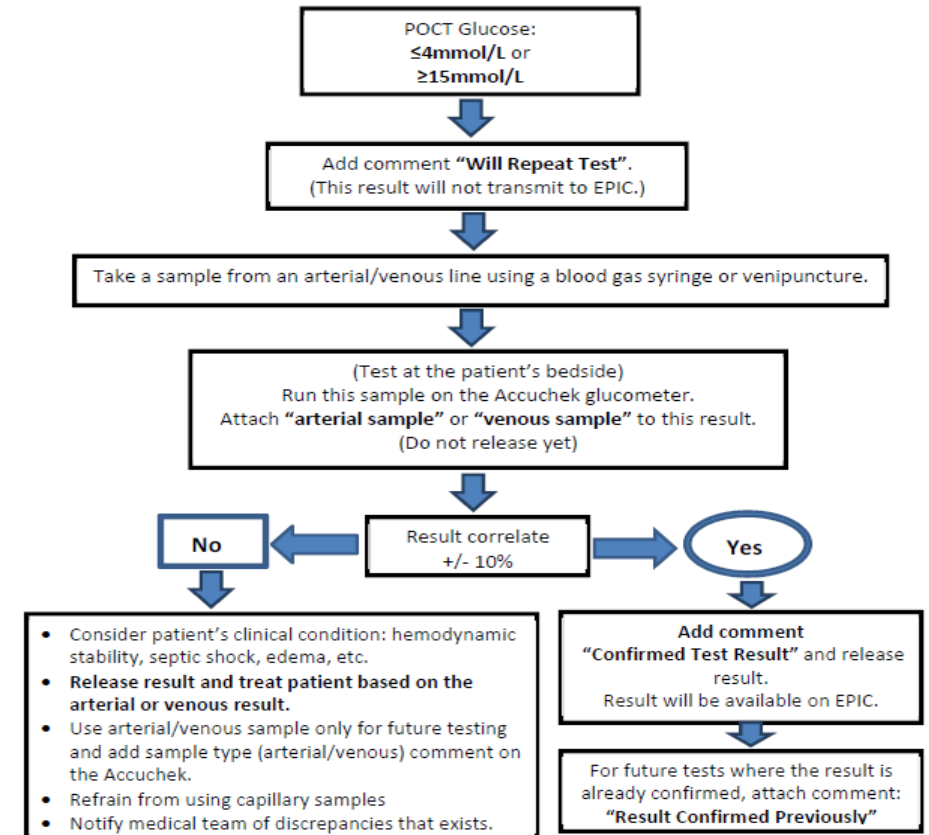 POCT Glucose:
≤4mmol/L or
≥15mmol/L
Add comment “Will Repeat Test”.
(This result will not transmit to EPIC.)
Take a sample from an arterial/venous line using a blood gas syringe or venipuncture.
(Test at the patient’s bedside)
Run this sample on the Accuchek glucometer.
Attach “arterial sample” or “venous sample” to this result.
(Do not release yet)
Result correlate
+/- 10%
No
Yes
• Consider patient’s clinical condition: hemodynamic
stability, septic shock, edema, etc.
• Release result and treat patient based on the
arterial or venous result.
• Use arterial/venous sample only for future testing
and add sample type (arterial/venous) comment on
the Accuchek.
• Refrain from using capillary samples
• Notify medical team of discrepancies that exists.
Add comment
“Confirmed Test Result” and release
result.
Result will be available on EPIC.
For future tests where the result is
already confirmed, attach comment:
“Result Confirmed Previously”